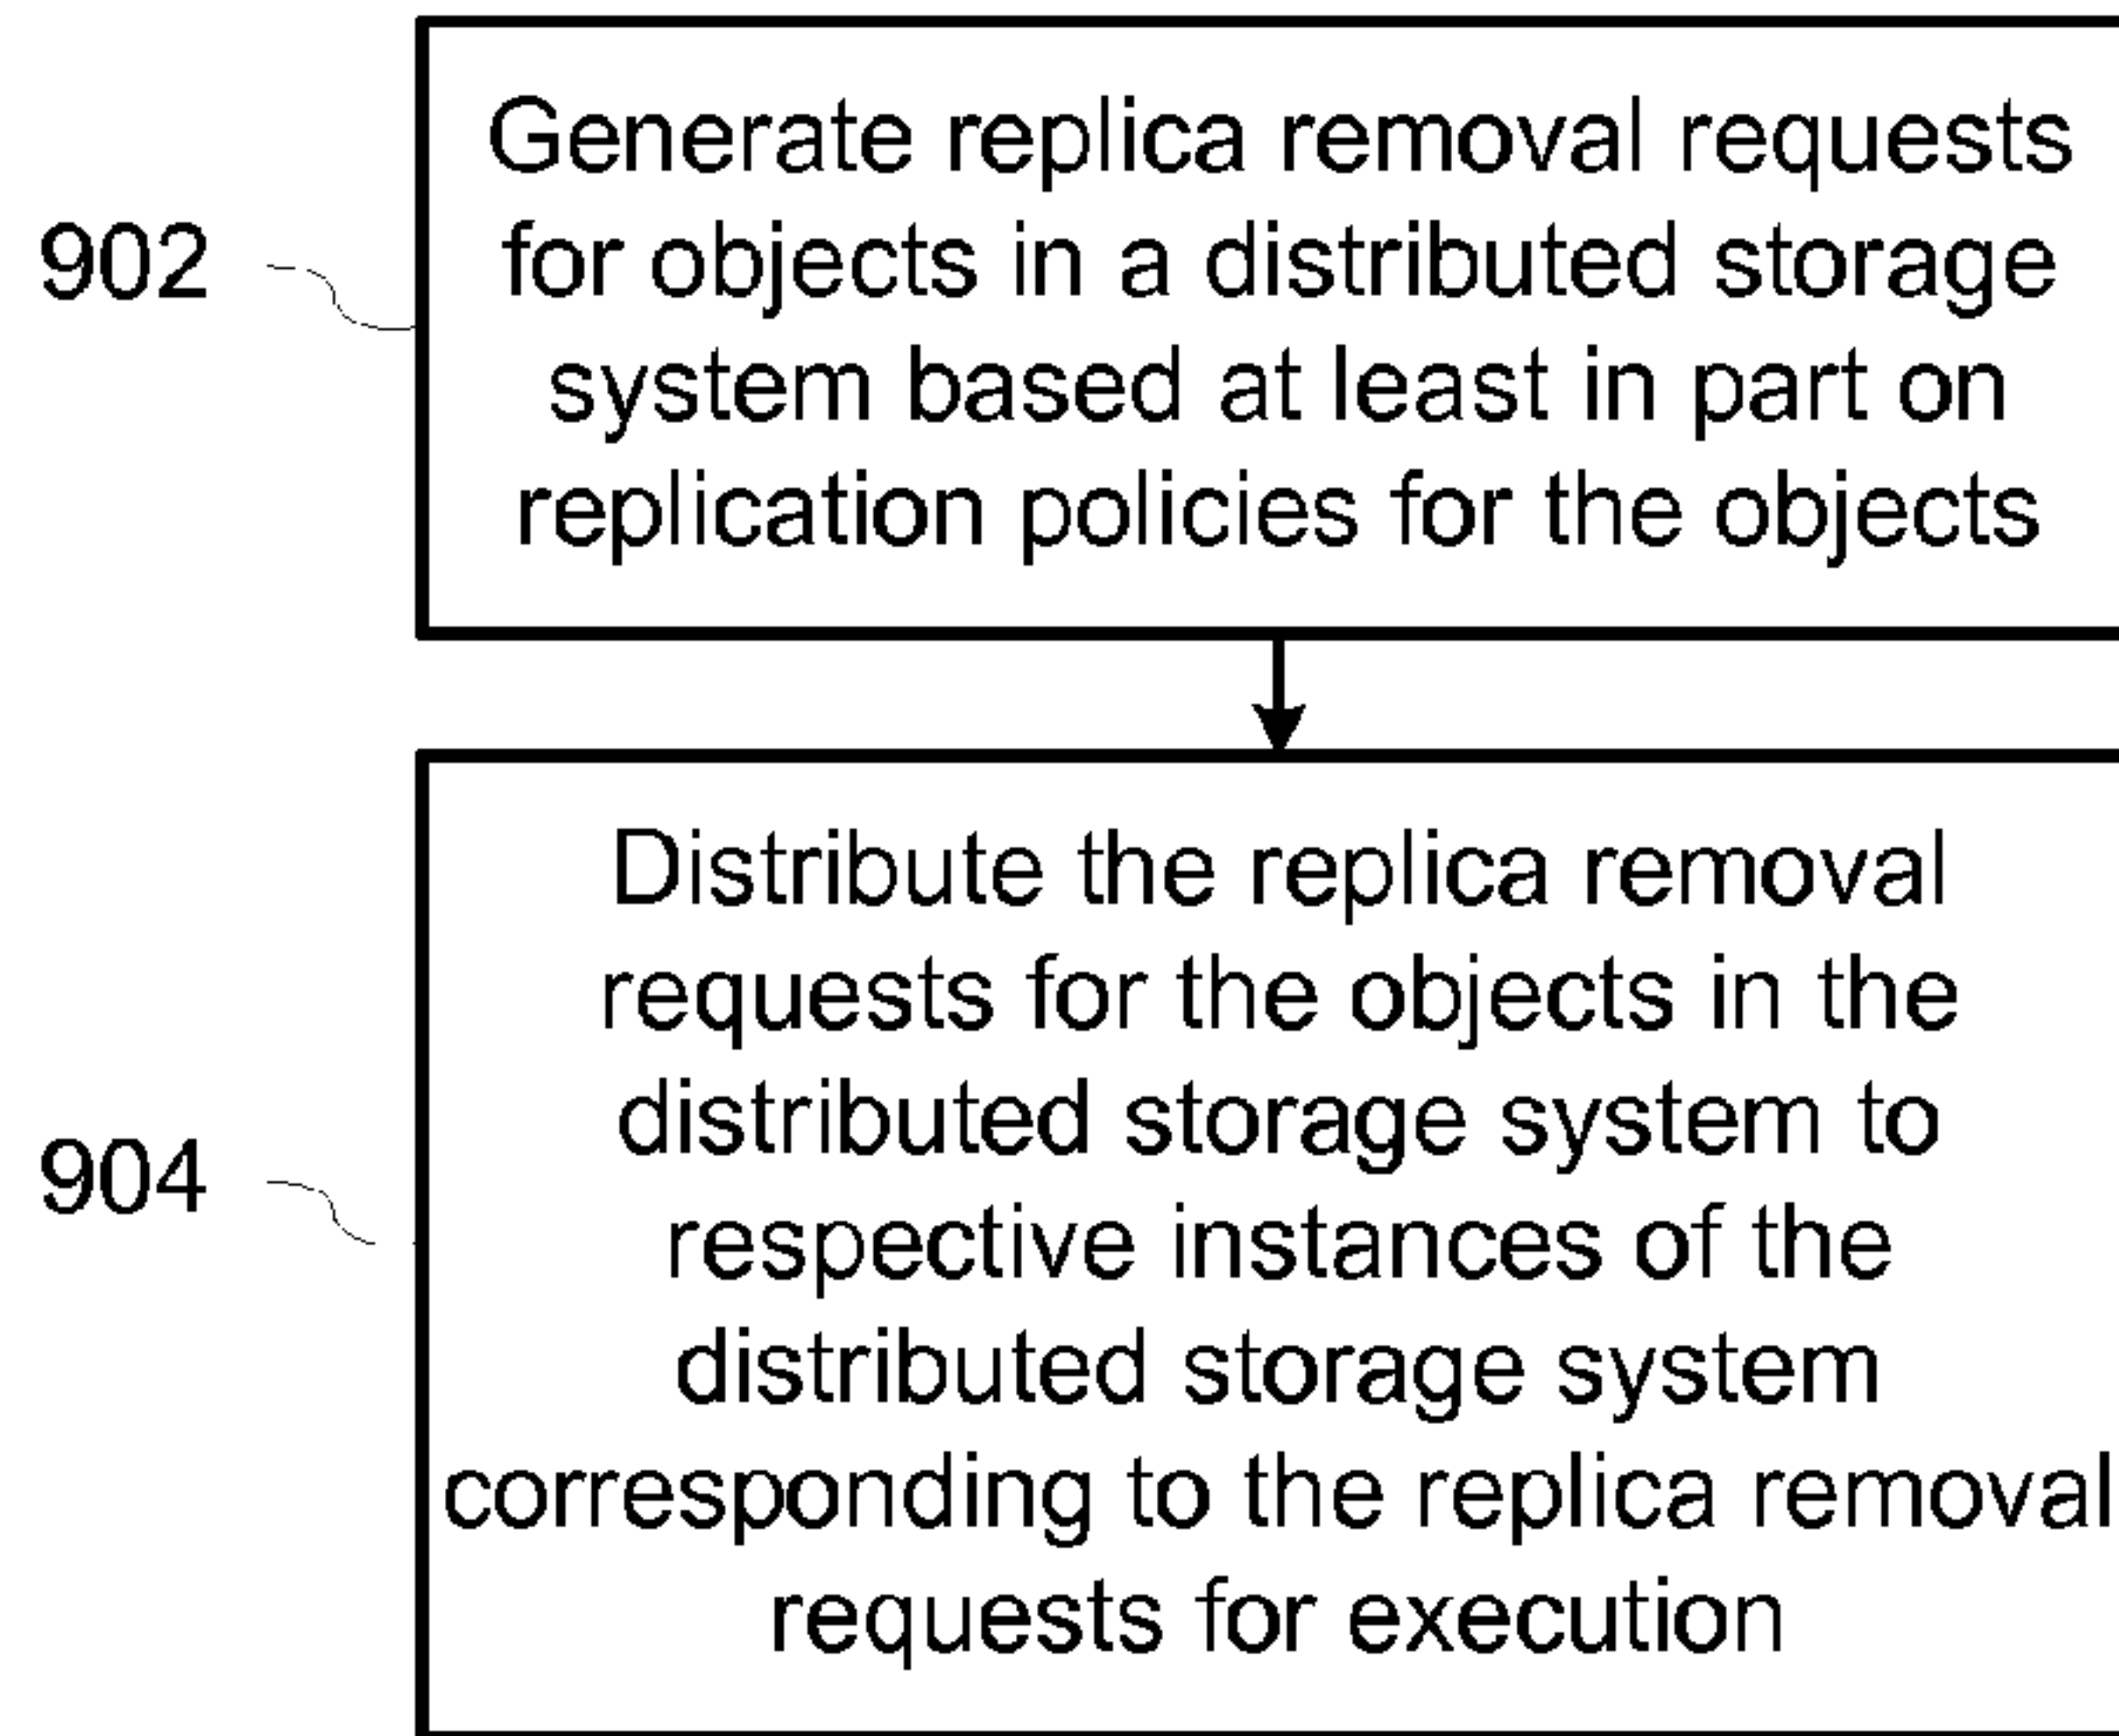 Generate replica removal requests
902
for objects in a distributed storage
system based at least in part on
replication policies for the objects
Distribute the replica removal
requests for the objects in the
distributed storage system to
904
respective instances of the
distributed storage system
corresponding to the replica removal
requests for execution